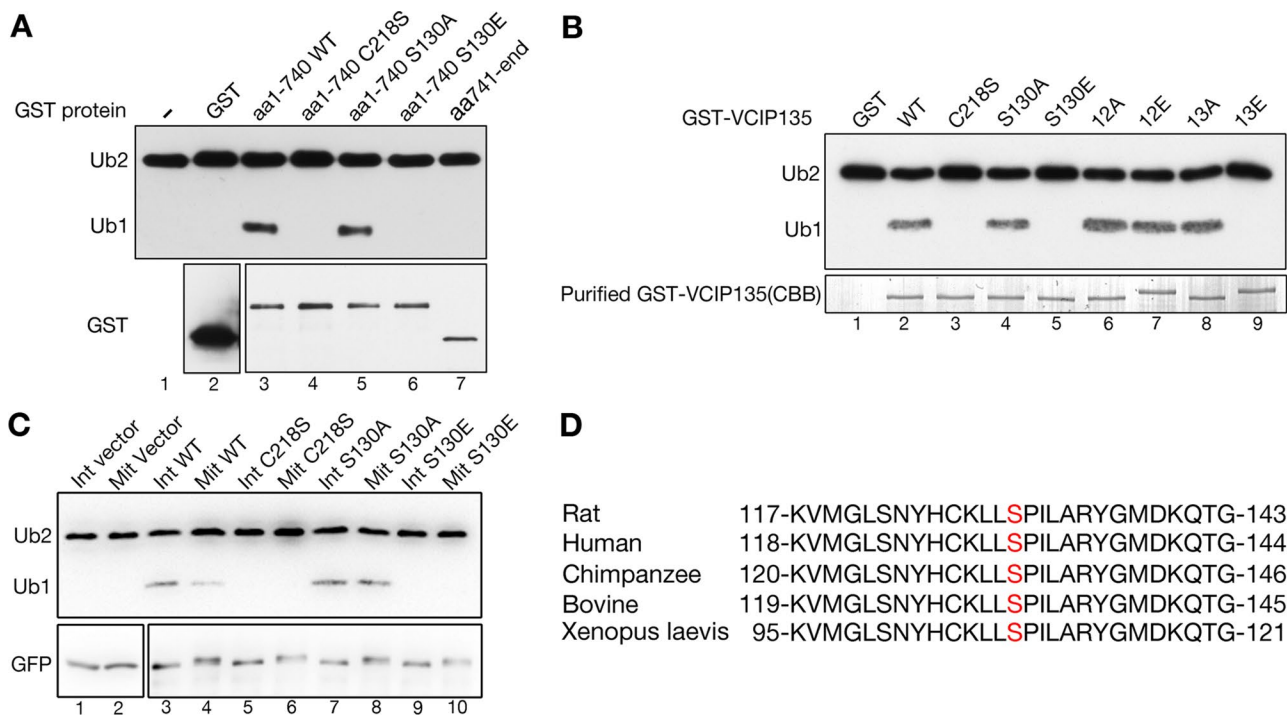 A
GST protein - GST aa1-740 WT aa1-740 C218S aa1-740 S130A aa1-740 S130E aa741-end
Ub2
Ub1
GST
1 2 3 4 5 6 7
B
GST-VCIP135 GST WT C218S S130A S130E 12A 12E 13A 13E
Ub2
Ub1
Purified GST-VCIP135(CBB)
1 2 3 4 5 6 7 8 9
C
Int vector Mit Vector Int WT Mit WT Int C218S Mit C218S Int S130A Mit S130A Int S130E Mit S130E
Ub2
Ub1
GFP
1 2 3 4 5 6 7 8 9 10
D
Rat 117-KVMGLSNYHCKLLSPILARYGMDKQTG-143
Human 118-KVMGLSNYHCKLLSPILARYGMDKQTG-144
Chimpanzee 120-KVMGLSNYHCKLLSPILARYGMDKQTG-146
Bovine 119-KVMGLSNYHCKLLSPILARYGMDKQTG-145
Xenopus laevis 95-KVMGLSNYHCKLLSPILARYGMDKQTG-121